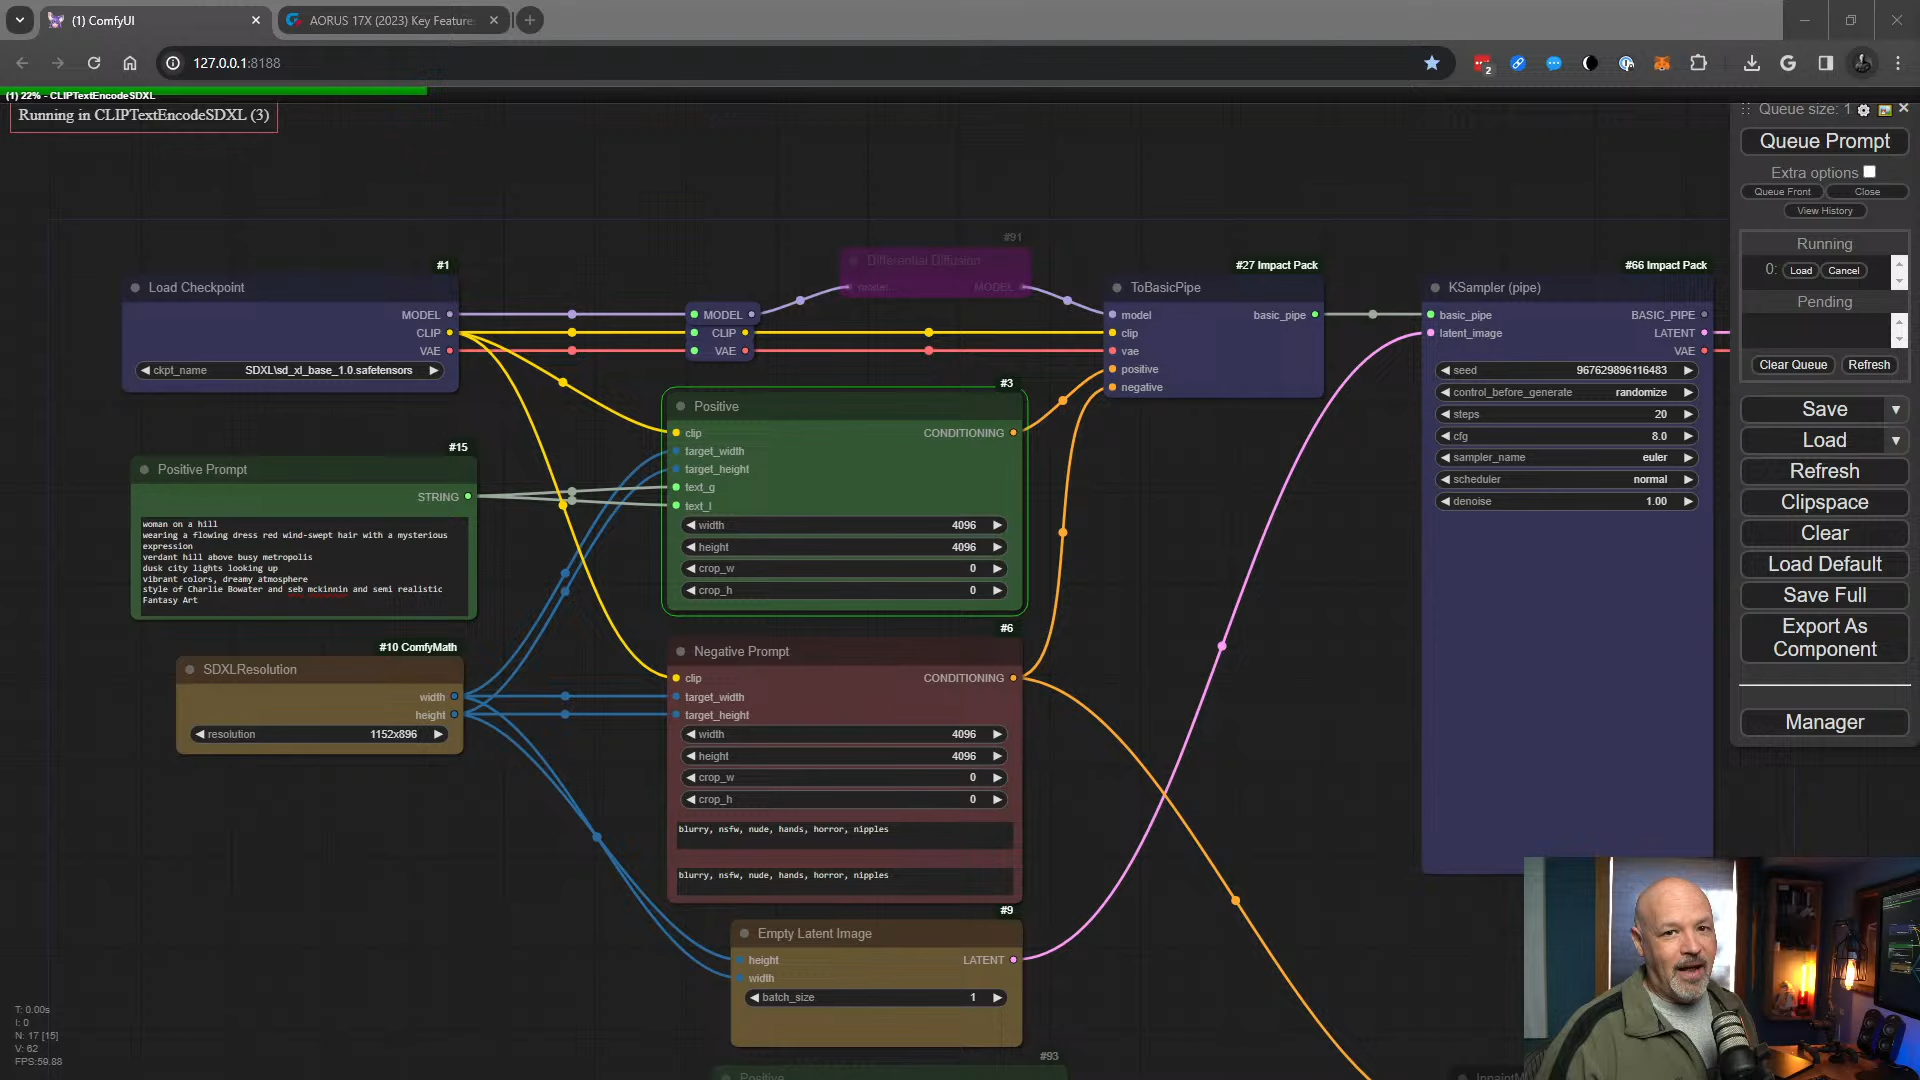 (1) ComfyUI
AORUS 17X (2023) Key Feature
127.0.0.1:8188
2
(1) 22% - CLIPTextEncodeSDXL
Running in CLIPTextEncodeSDXL (3)
Queue size: 1
Queue Prompt
Extra options
Queue Front
Close
View History
Running
0:
Load
Cancel
Pending
Clear Queue
Refresh
Save
Load
Refresh
Clipspace
Clear
Load Default
Save Full
Export As
Component
Manager
#1
Load Checkpoint
MODEL
CLIP
VAE
ckpt_name
SDXL\sd_xl_base_1.0.safetensors
MODEL
CLIP
VAE
#91
Differential Diffusion
model
MODEL
#27 Impact Pack
ToBasicPipe
model
basic_pipe
clip
vae
positive
negative
#66 Impact Pack
KSampler (pipe)
basic_pipe
BASIC_PIPE
latent_image
LATENT
VAE
seed
967629896116483
control_before_generate
randomize
steps
20
cfg
8.0
sampler_name
euler
scheduler
normal
denoise
1.00
#3
Positive
clip
CONDITIONING
target_width
target_height
text_g
text_l
width
4096
height
4096
crop_w
0
crop_h
0
#15
Positive Prompt
STRING
woman on a hill
wearing a flowing dress red wind-swept hair with a mysterious
expression
verdant hill above busy metropolis
dusk city lights looking up
vibrant colors, dreamy atmosphere
style of Charlie Bowater and seb mckinnin and semi realistic
Fantasy Art
#10 ComfyMath
SDXLResolution
width
height
resolution
1152x896
#6
Negative Prompt
clip
CONDITIONING
target_width
target_height
width
4096
height
4096
crop_w
0
crop_h
0
blurry, nsfw, nude, hands, horror, nipples
blurry, nsfw, nude, hands, horror, nipples
#9
Empty Latent Image
height
LATENT
width
batch_size
1
#93
Positive
T: 0.00s
I: 0
N: 17 [15]
V: 62
FPS:59.88